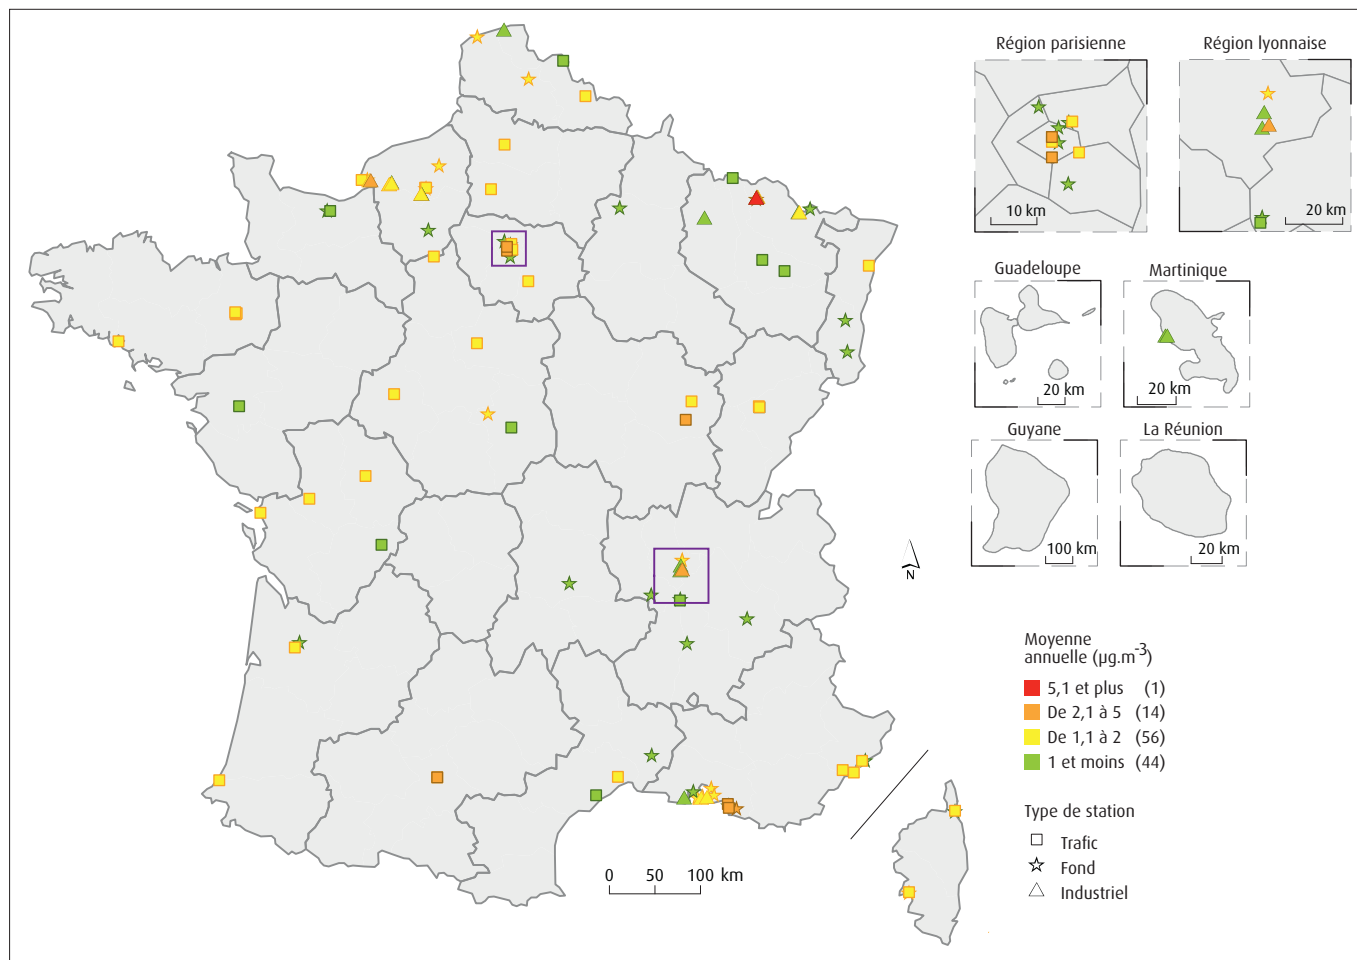 Région parisienne
Région lyonnaise
10 km
20 km
Guadeloupe
Martinique
20 km
20 km
Guyane
La Réunion
100 km
20 km
N
Moyenne
annuelle (µg.m-3)
5,1 et plus (1)
De 2,1 à 5 (14)
De 1,1 à 2 (56)
1 et moins (44)
Type de station
Trafic
Fond
Industriel
0 50 100 km